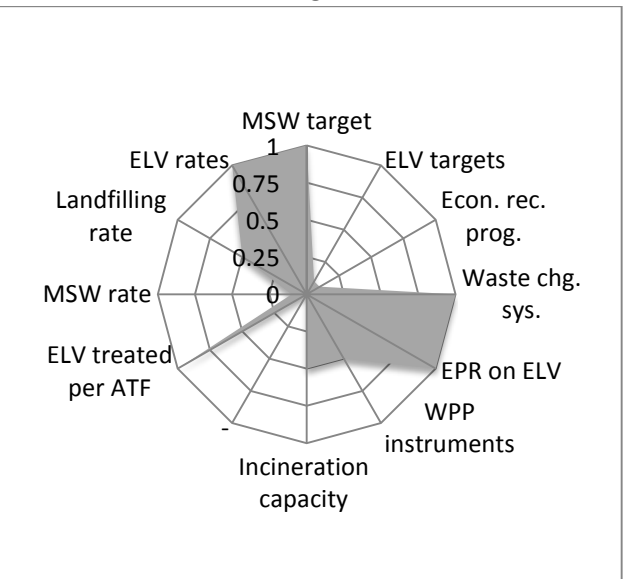 MSW target
1
ELV rates
ELV targets
0.75
Landfilling
rate
Econ. rec.
prog.
0.5
0.25
MSW rate
0
Waste chg.
sys.
ELV treated
per ATF
EPR on ELV
WPP
instruments
-
Incineration
capacity